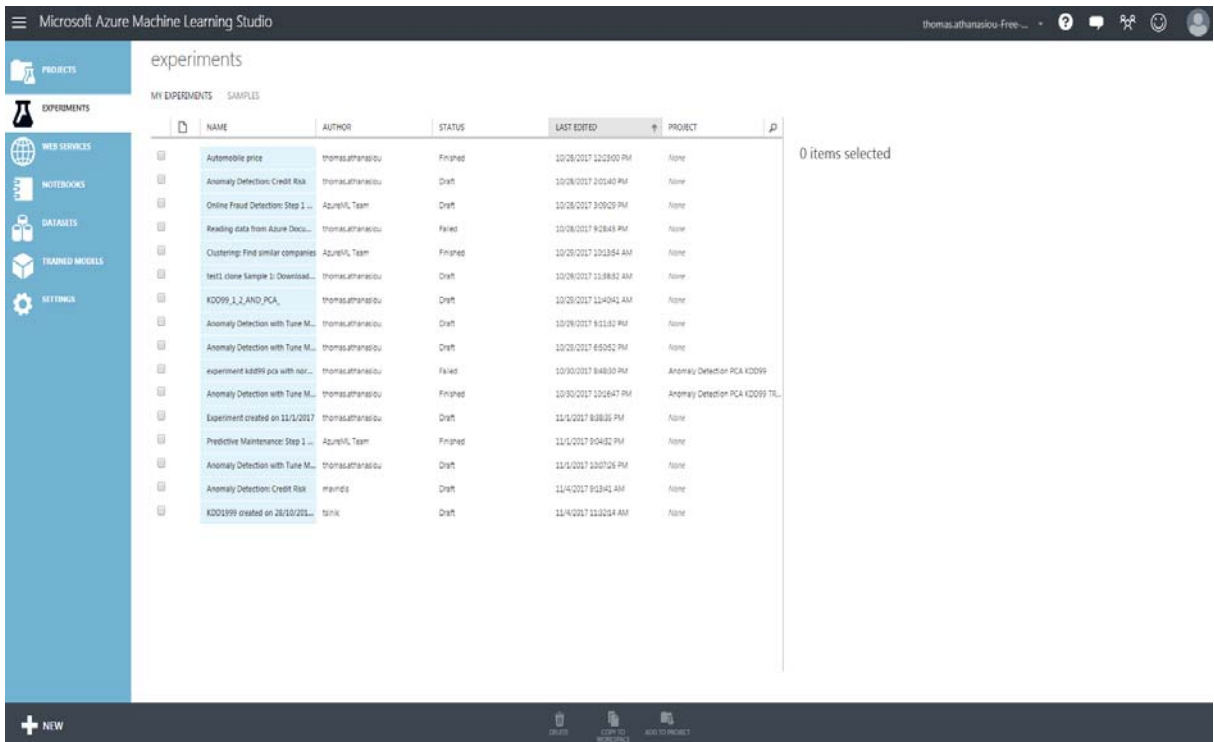 Microsoft Azure Machine Learning Studio thomas.athanasiou-Free-...
experiments
MY EXPERIMENTS SAMPLES
PROJECTS
EXPERIMENTS
WEB SERVICES
NOTEBOOKS
DATASETS
TRAINED MODELS
SETTINGS
NAME AUTHOR STATUS LAST EDITED PROJECT
0 items selected
Automobile price thomas.athanasiou Finished 10/28/2017 PM None
Anomaly Detection: Credit Risk thomas.athanasiou Draft 10/28/2017 2:01:40 PM None
Online Fraud Detection: Step 1 ... AzureML Team Draft 10/28/2017 3:09:29 PM None
Reading data from Azure Docu... thomas.athanasiou Failed 10/28/2017 9:28:43 PM None
Clustering: Find similar companies AzureML Team Finished 10/29/2017 10:13:54 AM None
test1 clone Sample 1: Download... thomas.athanasiou Draft 10/29/2017 AM None
KDD99_1_2_AND_PCA_ thomas.athanasiou Draft 10/29/2017 11:40:41 AM None
Anomaly Detection with Tune M... thomas.athanasiou Draft 10/29/2017 PM None
Anomaly Detection with Tune M... thomas.athanasiou Draft 10/29/2017 6:50:52 PM None
experiment kdd99 pca with nor... thomas.athanasiou Failed 10/30/2017 8:48:30 PM Anomaly Detection PCA KDD99
Anomaly Detection with Tune M... thomas.athanasiou Finished 10/30/2017 10:16:47 PM Anomaly Detection PCA KDD99 TR...
Experiment created on 11/1/2017 thomas.athanasiou Draft 11/1/2017 PM None
Predictive Maintenance: Step 1 ... AzureML Team Finished 11/1/2017 9:04:32 PM None
Anomaly Detection with Tune M... thomas.athanasiou Draft 11/1/2017 10:07:26 PM None
Anomaly Detection: Credit Risk Draft 11/4/2017 9:13:41 AM None
KDD1999 created on 28/10/201... tsinik Draft 11/4/2017 11:32:14 AM None
NEW
DELETE
COPY TO WORKSPACE
ADD TO PROJECT